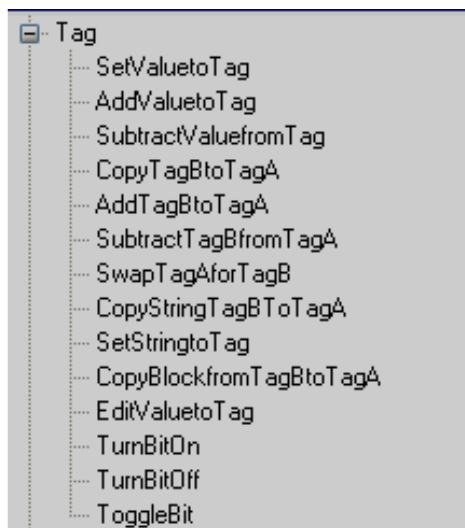 Tag
SetValuetoTag
AddValuetoTag
SubtractValuefromTag
CopyTagBtoTagA
AddTagBtoTagA
SubtractTagBfromTagA
SwapTagAforTagB
CopyStringTagBToTagA
SetStringtoTag
CopyBlockfromTagBtoTagA
EditValuetoTag
TurnBitOn
TurnBitOff
ToggleBit